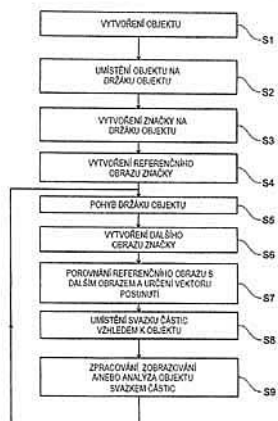 VYTVOŘENÍ OBJEKTU
S1
UMÍSTĚNÍ OBJEKTU NA
DRŽÁKU OBJEKTU
S2
VYTVOŘENÍ ZNAČKY NA
DRŽÁKU OBJEKTU
S3
VYTVOŘENÍ REFERENČNÍHO
OBRAZU ZNAČKY
S4
POHYB DRŽÁKU OBJEKTU
S5
VYTVOŘENÍ DALŠÍHO
OBRAZU ZNAČKY
S6
POROVNÁNÍ REFERENČNÍHO OBRAZU S
DALŠÍM OBRAZEM A URČENÍ VEKTORU
POSUNUTÍ
S7
UMÍSTĚNÍ SVAZKU ČÁSTIC
VZHLEDEM K OBJEKTU
S8
ZPRACOVÁNÍ, ZOBRAZOVÁNÍ
A/NEBO ANALÝZA OBJEKTU
SVAZKEM ČÁSTIC
S9